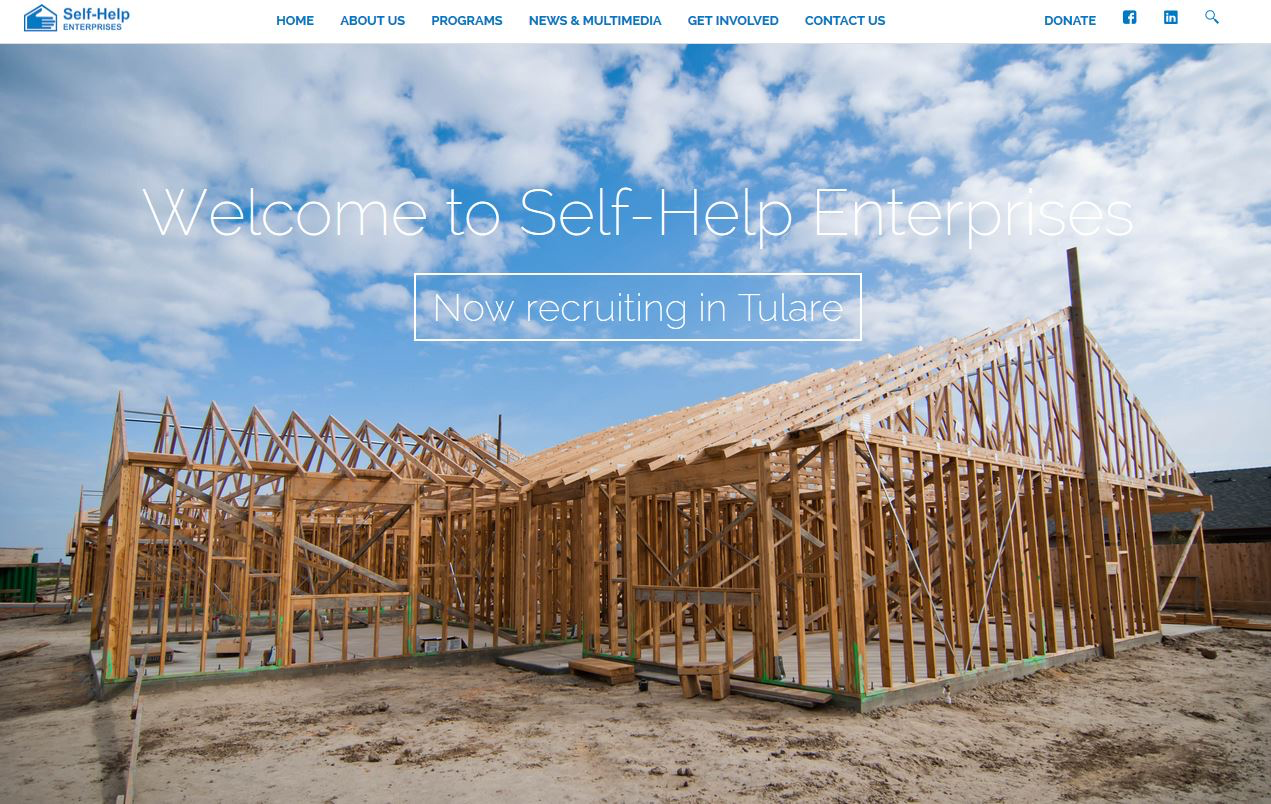 Self-Help
ENTERPRISES
HOME ABOUT US PROGRAMS NEWS & MULTIMEDIA GET INVOLVED CONTACT US DONATE
Welcome to Self-Help Enterprises
Now recruiting in Tulare